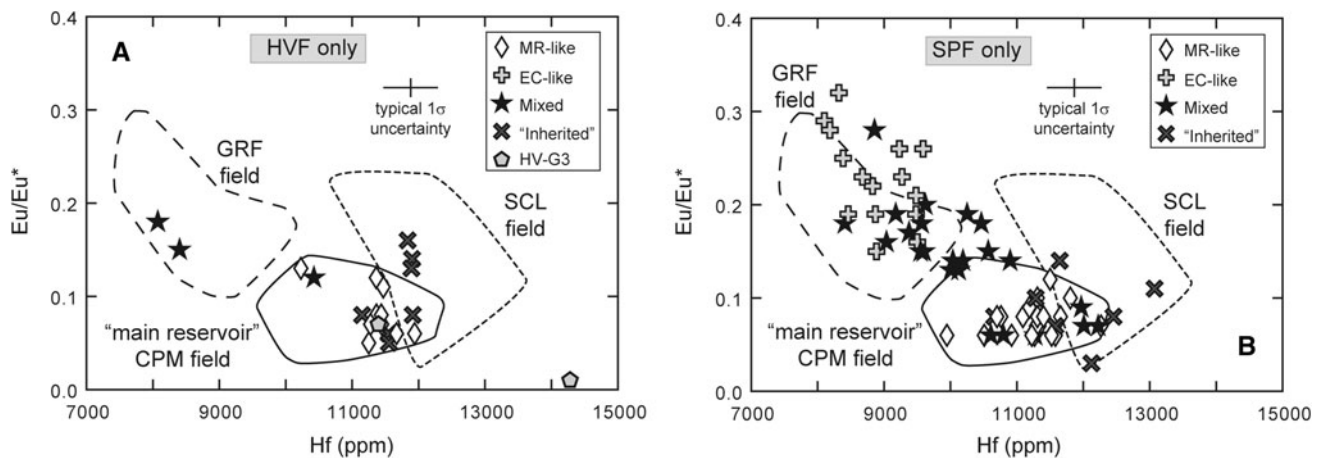 A
HVF only
MR-like
EC-like
Mixed
"Inherited"
HV-G3
typical 1σ
uncertainty
GRF
field
SCL
field
"main reservoir"
CPM field
Eu/Eu*
0.4
0.3
0.2
0.1
0.0
7000 9000 11000 13000 15000
Hf (ppm)
SPF only
B
MR-like
EC-like
Mixed
"Inherited"
typical 1σ
uncertainty
GRF
field
SCL
field
"main reservoir"
CPM field
Eu/Eu*
0.4
0.3
0.2
0.1
0.0
7000 9000 11000 13000 15000
Hf (ppm)